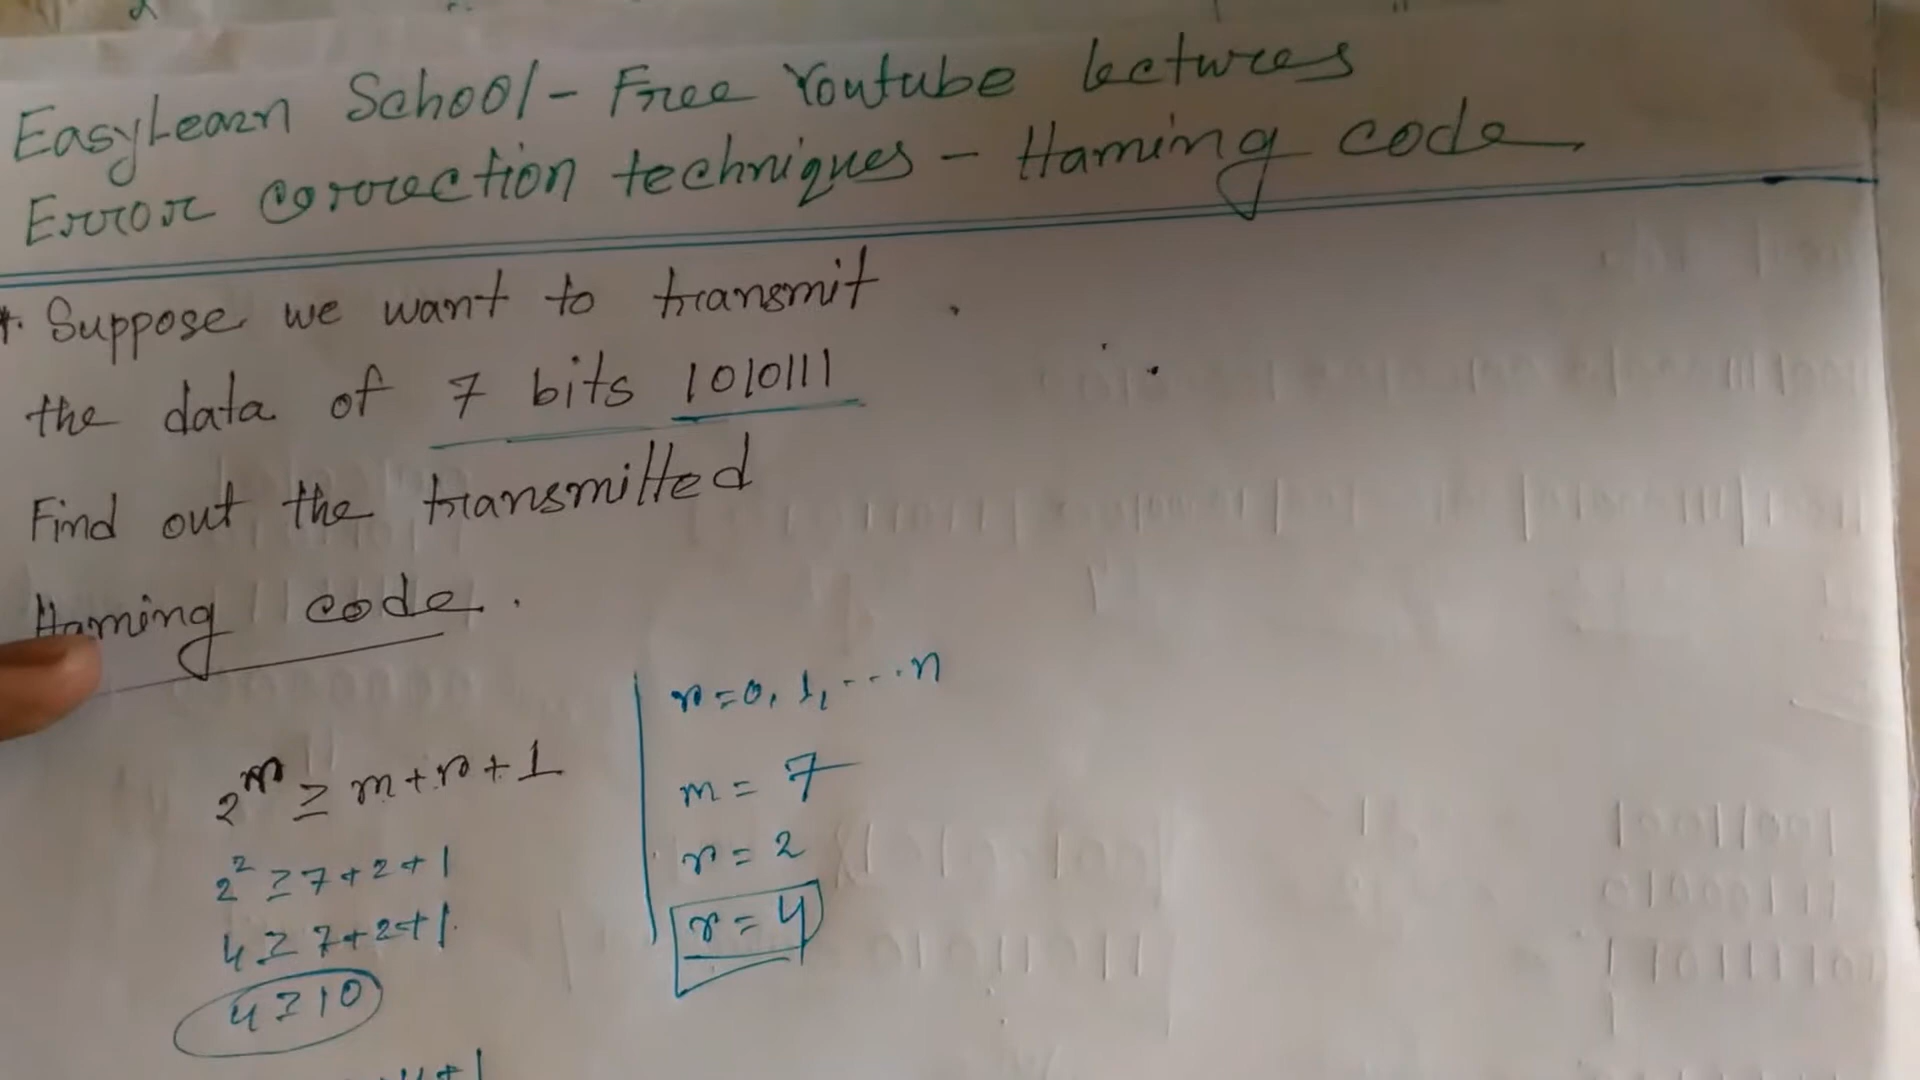 EasyLearn School - Free Youtube lectures
Error correction techniques - Haming code
*. Suppose we want to transmit
the data of 7 bits 1010111
Find out the transmitted
Haming code.
2^r ≥ m+r+1
2^2 ≥ 7+2+1
4 ≥ 7+2+1
4 ≥ 10
r=0, 1, ...n
m = 7
r = 2
r = 4